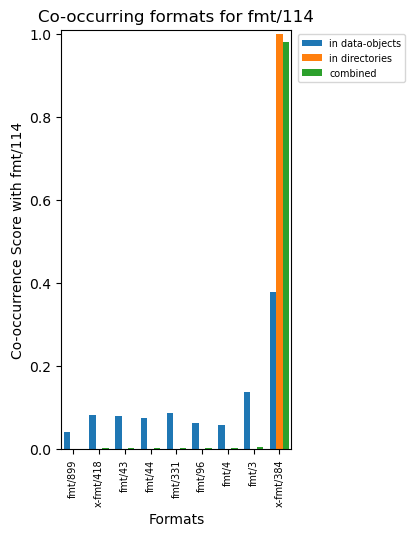 Co-occurring formats for fmt/114
in data-objects
in directories
combined
Co-occurrence Score with fmt/114
1.0
0.8
0.6
0.4
0.2
0.0
fmt/899
x-fmt/418
fmt/43
fmt/44
fmt/331
fmt/96
fmt/4
fmt/3
x-fmt/384
Formats